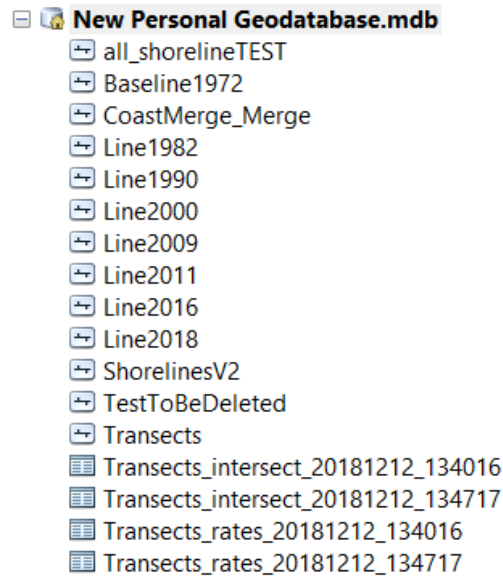 New Personal Geodatabase.mdb
all_shorelineTEST
Baseline1972
CoastMerge_Merge
Line1982
Line1990
Line2000
Line2009
Line2011
Line2016
Line2018
ShorelinesV2
TestToBeDeleted
Transects
Transects_intersect_20181212_134016
Transects_intersect_20181212_134717
Transects_rates_20181212_134016
Transects_rates_20181212_134717